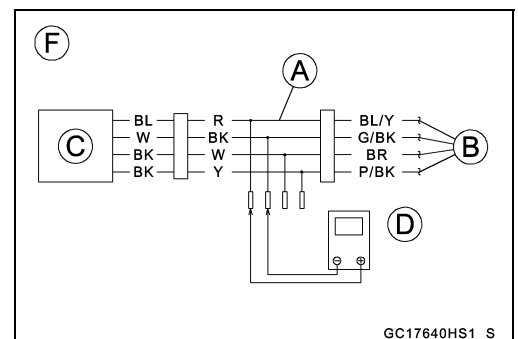 F
A
BL R BL/Y
W BK G/BK
C BK W BR B
BK Y P/BK
D
GC17640HS1 S